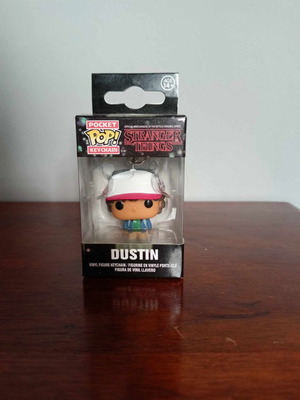 POCKET
POP!
KEYCHAIN
STRANGER
THINGS
DUSTIN
VINYL FIGURE KEYCHAIN / FIGURINE EN VINYLE PORTE-CLÉ
FIGURA DE VINIL LLAVERO